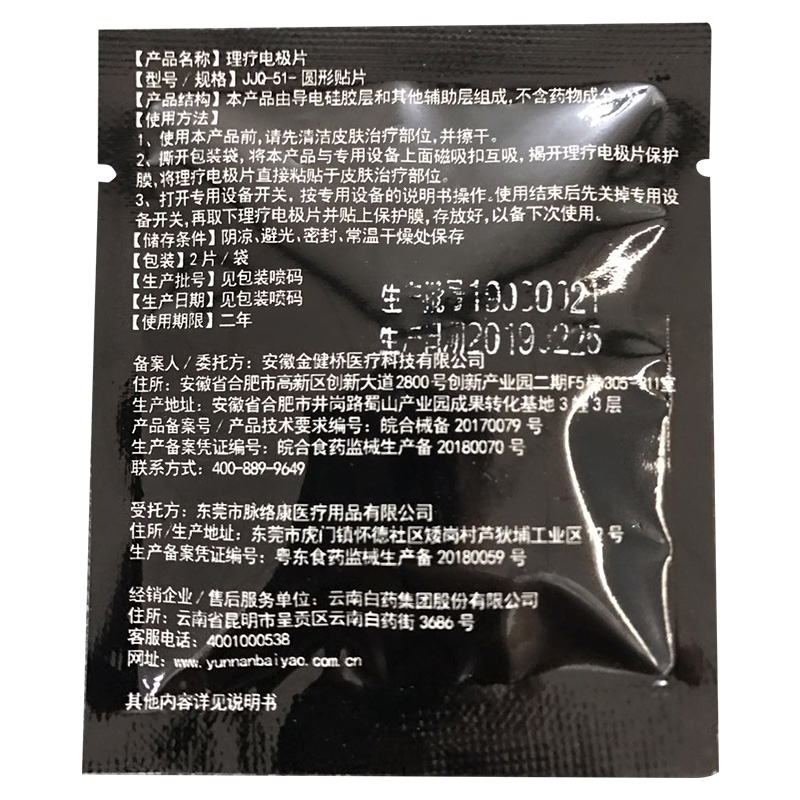 【产品名称】理疗电极片
【型号/规格】JJQ-51-圆形贴片
【产品结构】本产品由导电硅胶层和其他辅助层组成,不含药物成分
【使用方法】
1、使用本产品前,请先清洁皮肤治疗部位,并擦干。
2、撕开包装袋,将本产品与专用设备上面磁吸扣互吸,揭开理疗电极片保护
膜,将理疗电极片直接粘贴于皮肤治疗部位。
3、打开专用设备开关,按专用设备的说明书操作。使用结束后先关掉专用设
备开关,再取下理疗电极片并贴上保护膜,存放好,以备下次使用。
【储存条件】阴凉、避光、密封、常温干燥处保存
【包装】2片/袋
【生产批号】见包装喷码
【生产日期】见包装喷码
【使用期限】二年
生产批号
生产日期
备案人/委托方：安徽金健桥医疗科技有限公司
住所：安徽省合肥市高新区创新大道2800号创新产业园二期F5楼305-311室
生产地址：安徽省合肥市井岗路蜀山产业园成果转化基地3幢3层
产品备案号/产品技术要求编号：皖合械备20170079号
生产备案凭证编号：皖合食药监械生产备20180070号
联系方式：400-889-9649
受托方：东莞市脉络康医疗用品有限公司
住所/生产地址：东莞市虎门镇怀德社区矮岗村芦狄埔工业区 号
生产备案凭证编号：粤东食药监械生产备20180059号
经销企业/售后服务单位：云南白药集团股份有限公司
住所：云南省昆明市呈贡区云南白药街3686号
客服电话：4001000538
网址：www.yunnanbaiyao.com.cn
其他内容详见说明书